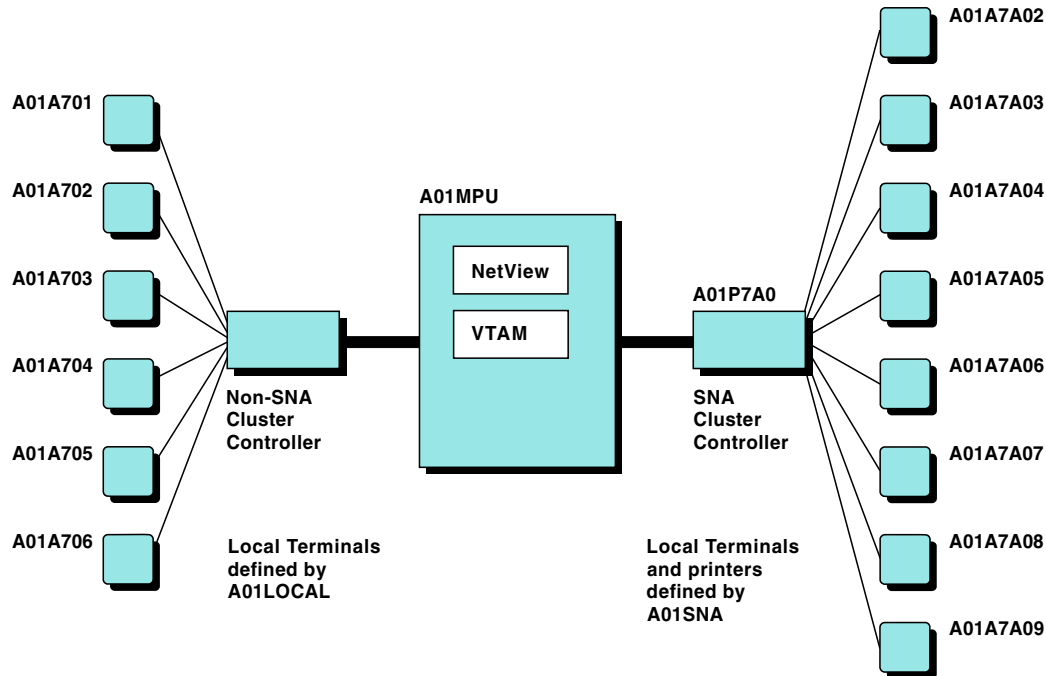 A01A701
A01A702
A01A703
A01A704
A01A705
A01A706
Non-SNA
Cluster
Controller
Local Terminals
defined by
A01LOCAL
A01MPU
NetView
VTAM
A01P7A0
SNA
Cluster
Controller
Local Terminals
and printers
defined by
A01SNA
A01A7A02
A01A7A03
A01A7A04
A01A7A05
A01A7A06
A01A7A07
A01A7A08
A01A7A09